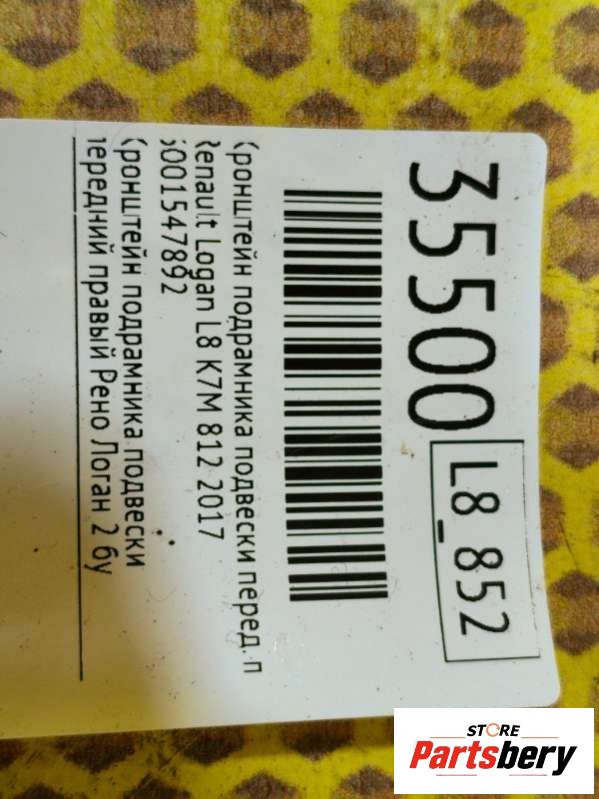 35500
L8_852
кронштейн подрамника подвески перед. п
Renault Logan L8 K7M 812 2017
6001547892
кронштейн подрамника подвески
передний правый Рено Логан 2 бу
STORE
Partsbery